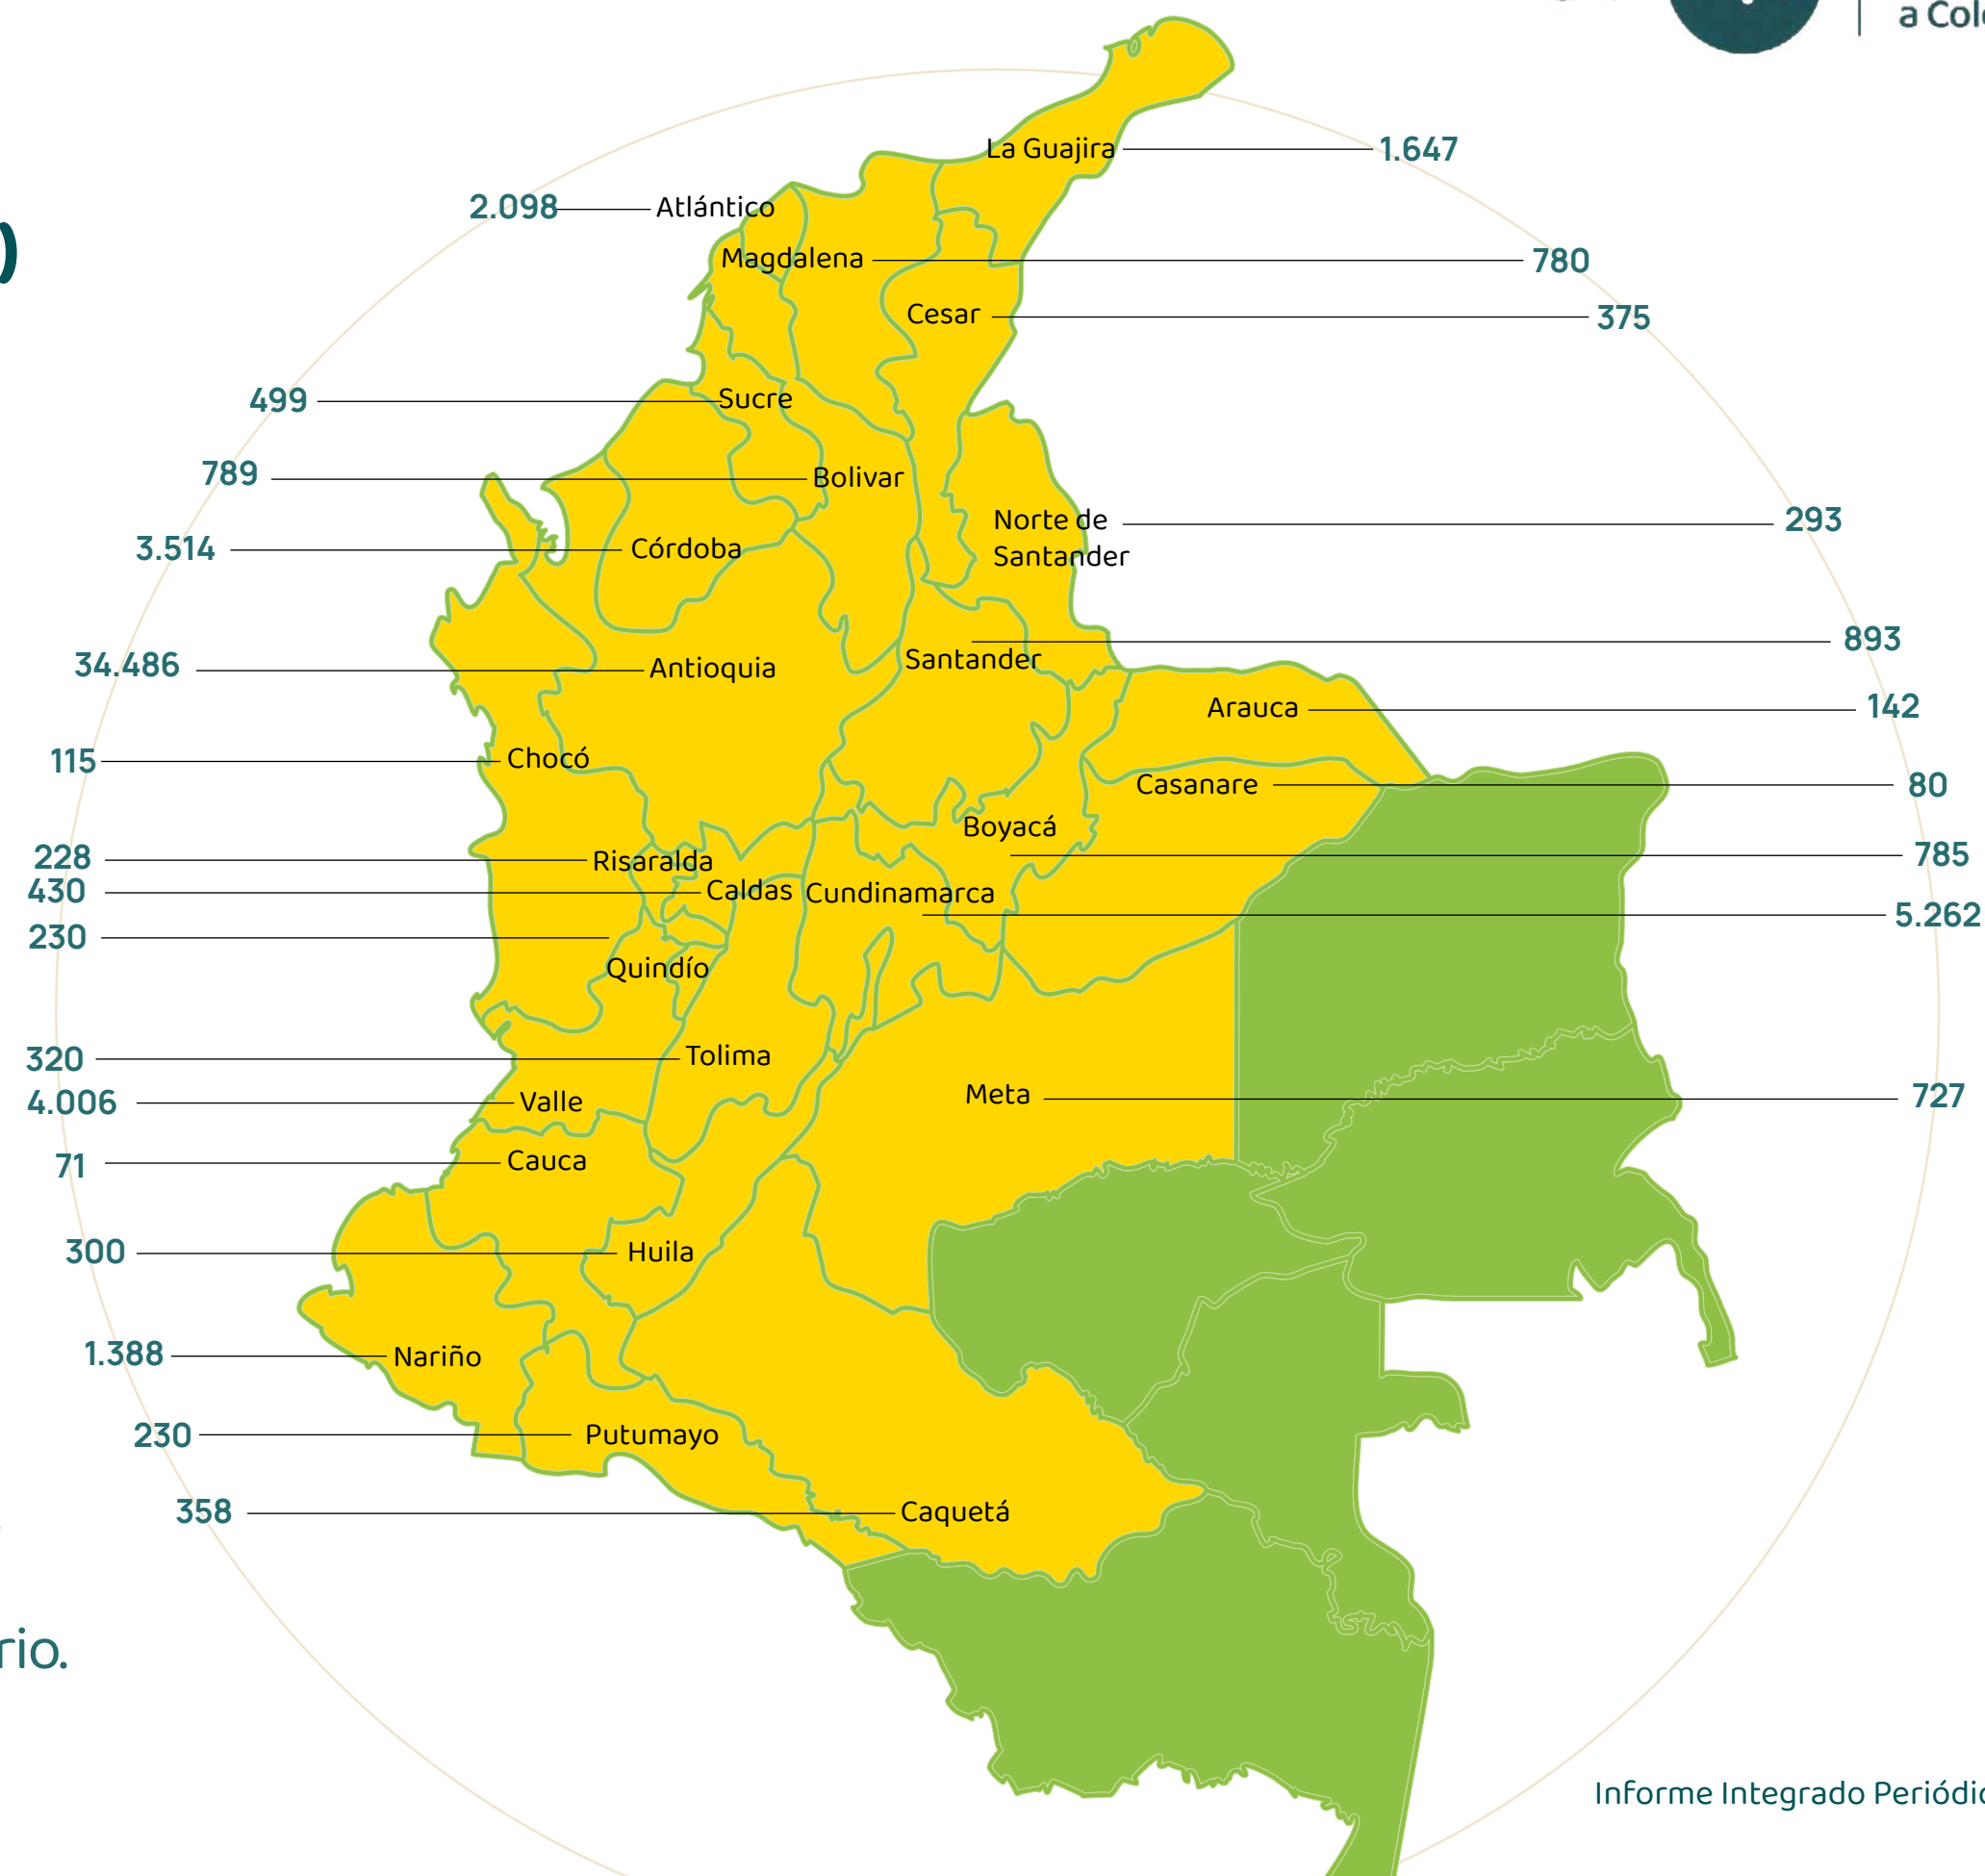 a Col
)
La Guajira 1.647
2.098 Atlántico
Magdalena 780
Cesar 375
499 Sucre
789 Bolivar
Norte de
Santander 293
3.514 Córdoba
893
Santander
34.486 Antioquia
Arauca 142
115 Chocó
Casanare 80
Boyacá 785
228 Risaralda
430 Caldas
Cundinamarca 5.262
230
Quindío
320 Tolima
4.006 Valle
Meta 727
71 Cauca
300 Huila
1.388 Nariño
230 Putumayo
358 Caquetá
rio.
Informe Integrado Periódic